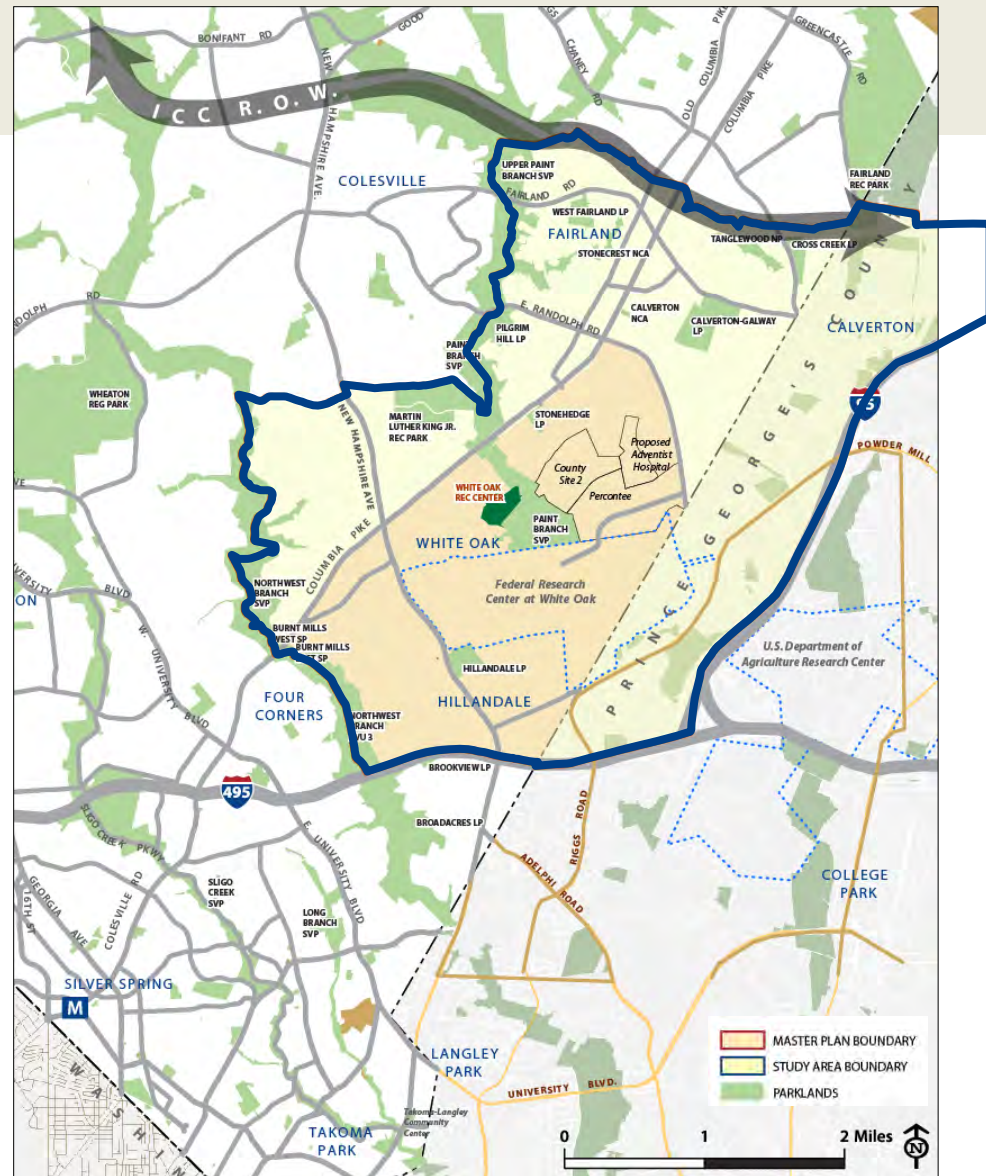 BONIFANT RD
GOOD
CHANEY
RD
OLD COLUMBIA PIKE
COLUMBIA PIKE
GREENCASTLE
RD
ICC R.O.W.
NEW HAMPSHIRE AVE.
COLESVILLE
UPPER PAINT
BRANCH SVP
FAIRLAND RD
WEST FAIRLAND LP
FAIRLAND
STONECREST NCA
FAIRLAND
REC PARK
TANGLEWOOD NP
CROSS CREEK LP
RD
E. RANDOLPH RD
PILGRIM
HILL LP
CALVERTON
NCA
CALVERTON-GALWAY
LP
CALVERTON
PAINT
BRANCH
SVP
WHEATON
REG PARK
MARTIN
LUTHER KING JR.
REC PARK
NEW HAMPSHIRE AVE
STONEHEDGE
LP
95
POWDER MILL
County
Site 2
Proposed
Adventist
Hospital
Percontee
WHITE OAK
REC CENTER
PAINT
BRANCH
SVP
COLUMBIA PIKE
WHITE OAK
PRINCE GEORGE'S COUNTY
Federal Research
Center at White Oak
UNIVERSITY BLVD
W. UNIVERSITY BLVD
NORTHWEST
BRANCH
SVP
BURNT MILLS
WEST SP
BURNT MILLS
EAST SP
HILLANDALE LP
HILLANDALE
U.S. Department of
Agriculture Research Center
FOUR
CORNERS
NORTHWEST
BRANCH
BROOKVIEW LP
495
BROADACRES LP
RIGGS ROAD
ADELPHI ROAD
SLIGO CREEK PKWY
E. UNIVERSITY BLVD
COLLEGE
PARK
GEORGIA AVE
16TH ST
COLESVILLE RD
SLIGO
CREEK
SVP
LONG
BRANCH
SVP
SILVER SPRING
M
LANGLEY
PARK
UNIVERSITY BLVD.
Takoma-Langley
Community
Center
TAKOMA
PARK
MASTER PLAN BOUNDARY
STUDY AREA BOUNDARY
PARKLANDS
0 1 2 Miles
N